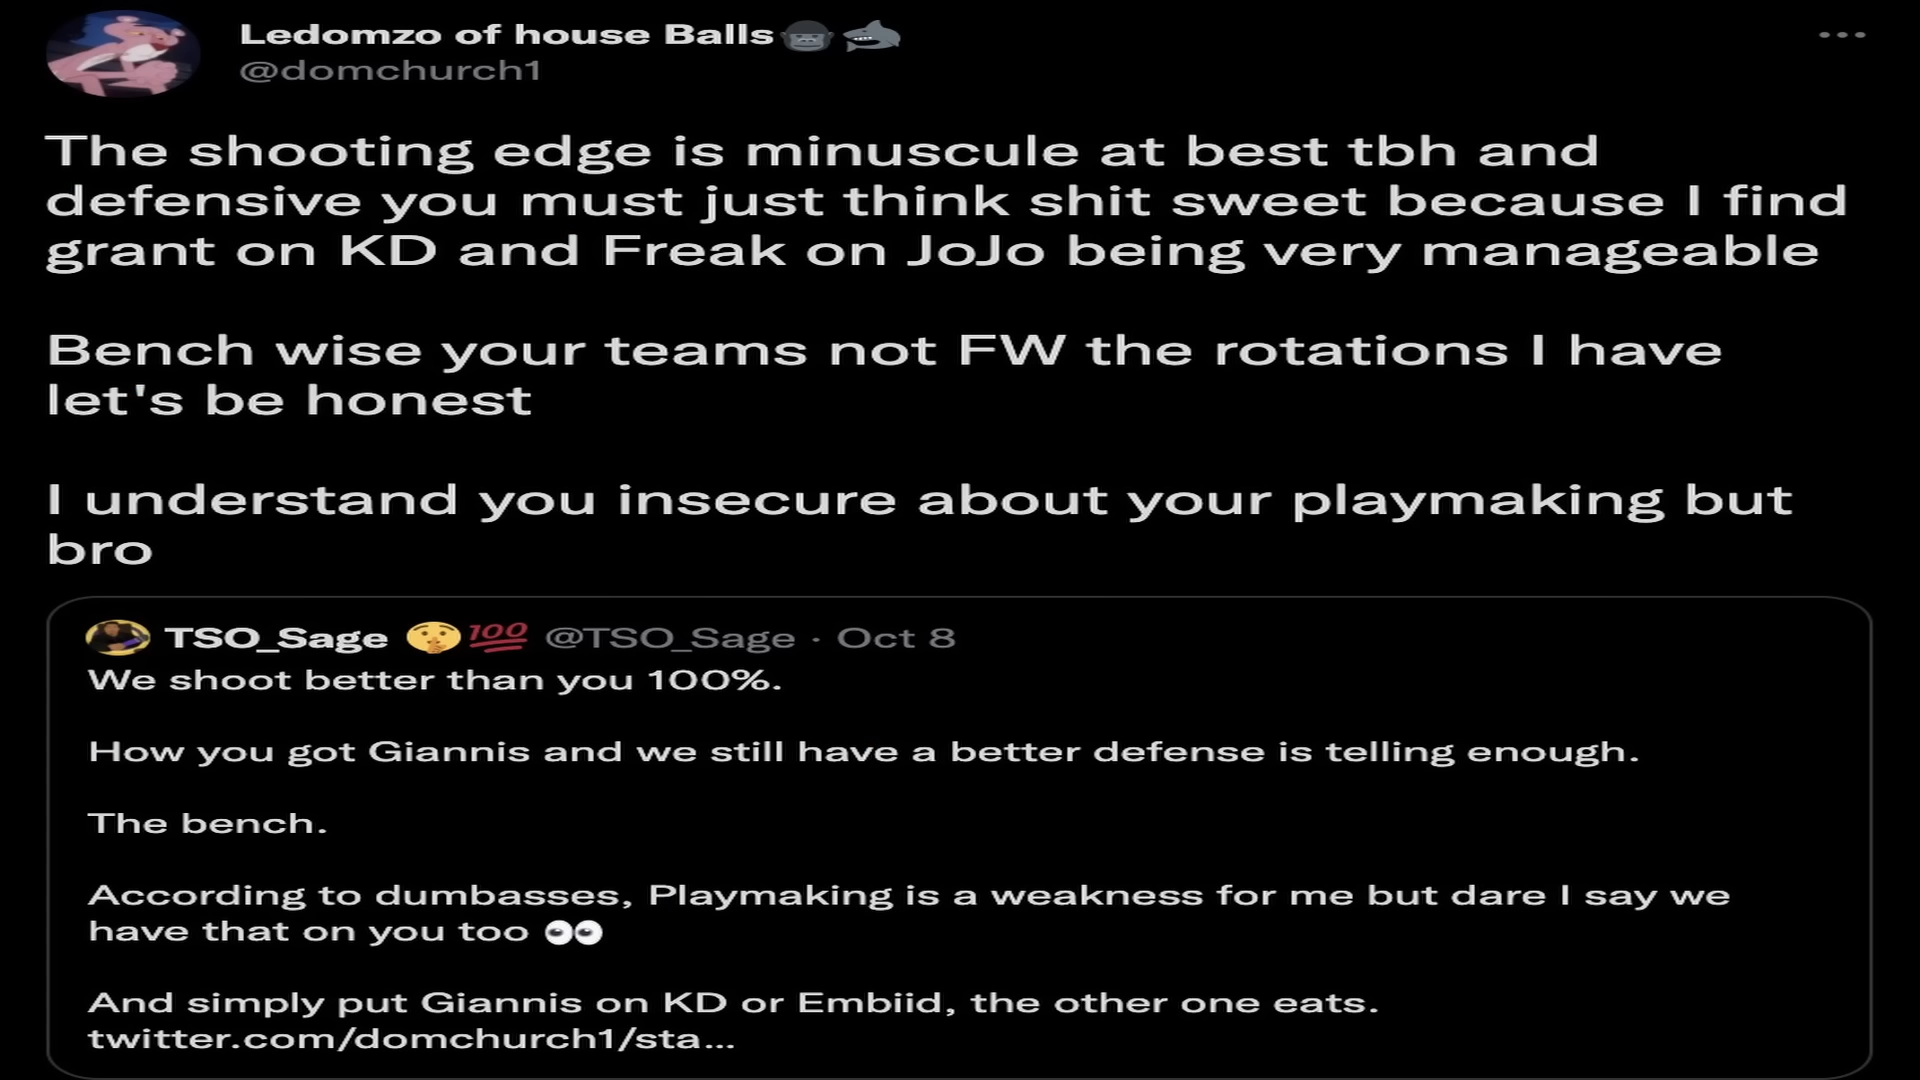 Ledomzo of house Balls🦍🦈
@domchurch1
The shooting edge is minuscule at best tbh and
defensive you must just think shit sweet because I find
grant on KD and Freak on JoJo being very manageable
Bench wise your teams not FW the rotations I have
let's be honest
I understand you insecure about your playmaking but
bro
TSO_Sage 🤫💯 @TSO_Sage · Oct 8
We shoot better than you 100%.
How you got Giannis and we still have a better defense is telling enough.
The bench.
According to dumbasses, Playmaking is a weakness for me but dare I say we
have that on you too 👀
And simply put Giannis on KD or Embiid, the other one eats.
twitter.com/domchurch1/sta...